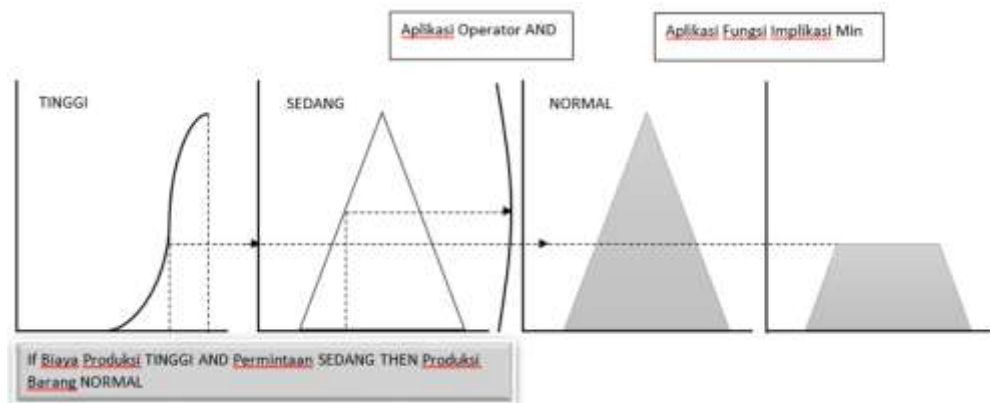 Aplikasi Operator AND
Aplikasi Fungsi Implikasi Min
TINGGI
SEDANG
NORMAL
If Biaya Produksi TINGGI AND Permintaan SEDANG THEN Produksi
Barang NORMAL